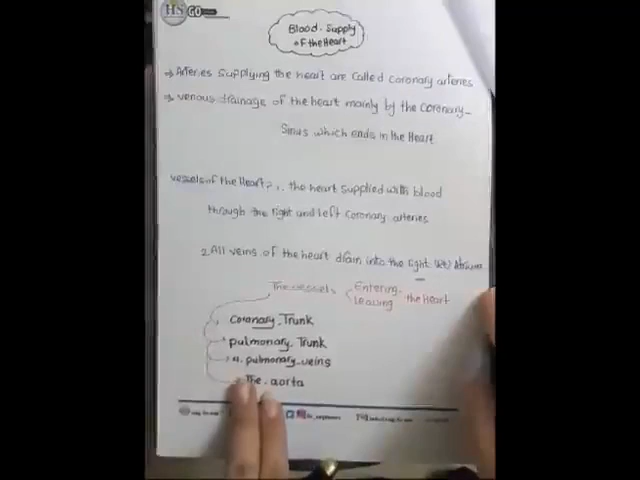 HS GO
Blood. Supply
of the Heart
→ Arteries supplying the heart are called coronary arteries
→ venous drainage of the heart mainly by the coronary-
Sinus which ends in the Heart
vessels of the Heart?, . the heart supplied with blood
through the right and left coronary arteries
2. All veins of the heart drain into the right
The vessels Entering. Leaving the heart
coronary. Trunk
pulmonary. Trunk
4. pulmonary. veins
The. aorta